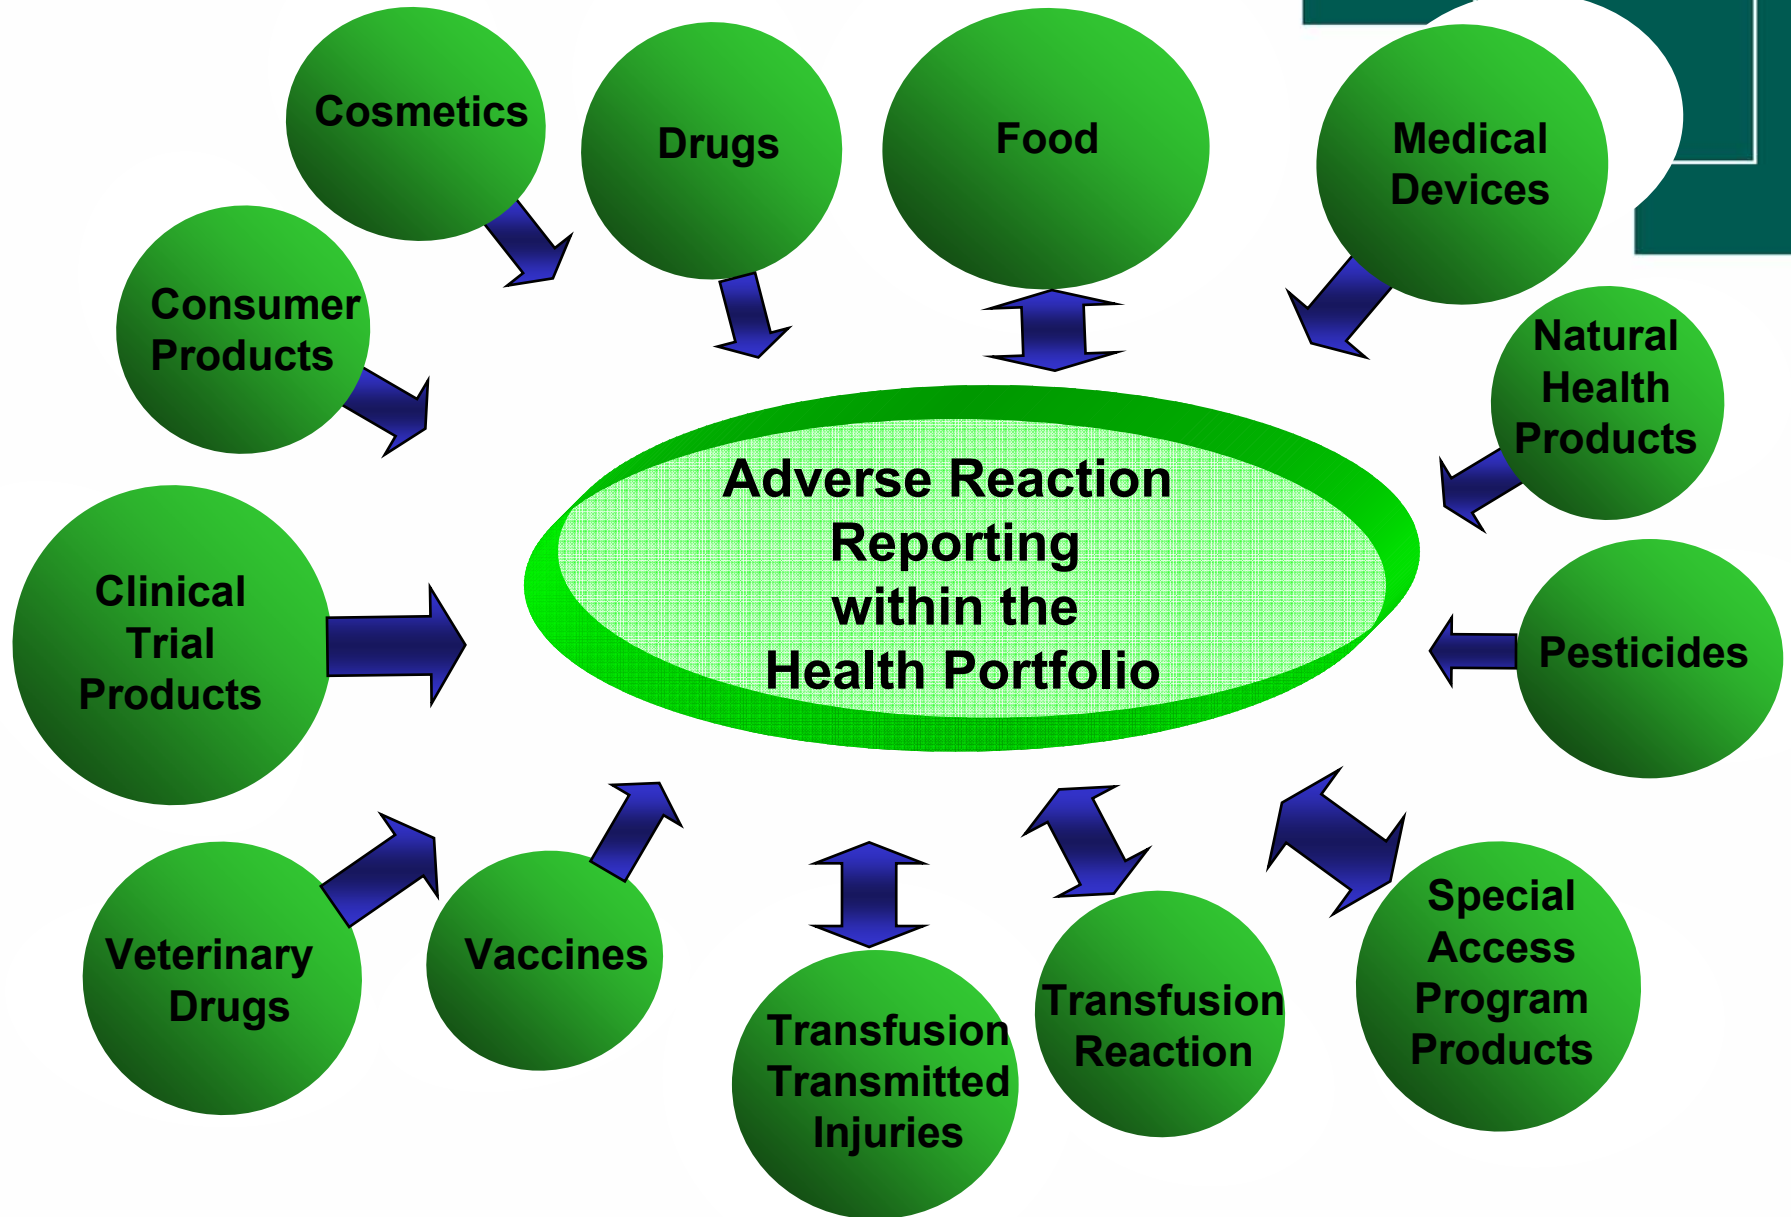 Cosmetics
Drugs
Food
Medical
Devices
Consumer
Products
Natural
Health
Products
Adverse Reaction
Reporting
within the
Health Portfolio
Clinical
Trial
Products
Pesticides
Veterinary
Drugs
Vaccines
Transfusion
Transmitted
Injuries
Transfusion
Reaction
Special
Access
Program
Products